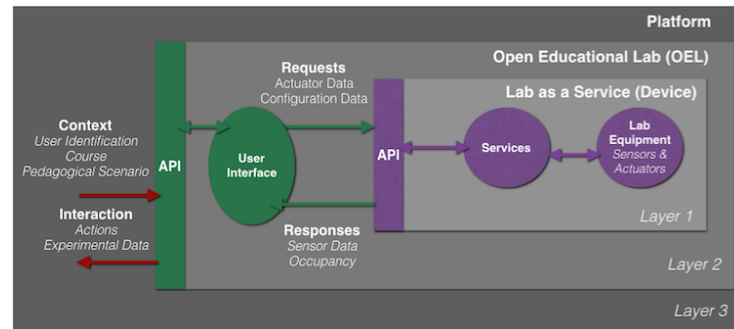 Platform
Open Educational Lab (OEL)
Requests
Actuator Data
Configuration Data
Lab as a Service (Device)
Context
User Identification
Course
Pedagogical Scenario
API
User
Interface
API
Services
Lab
Equipment
Sensors &
Actuators
Interaction
Actions
Experimental Data
Responses
Sensor Data
Occupancy
Layer 1
Layer 2
Layer 3